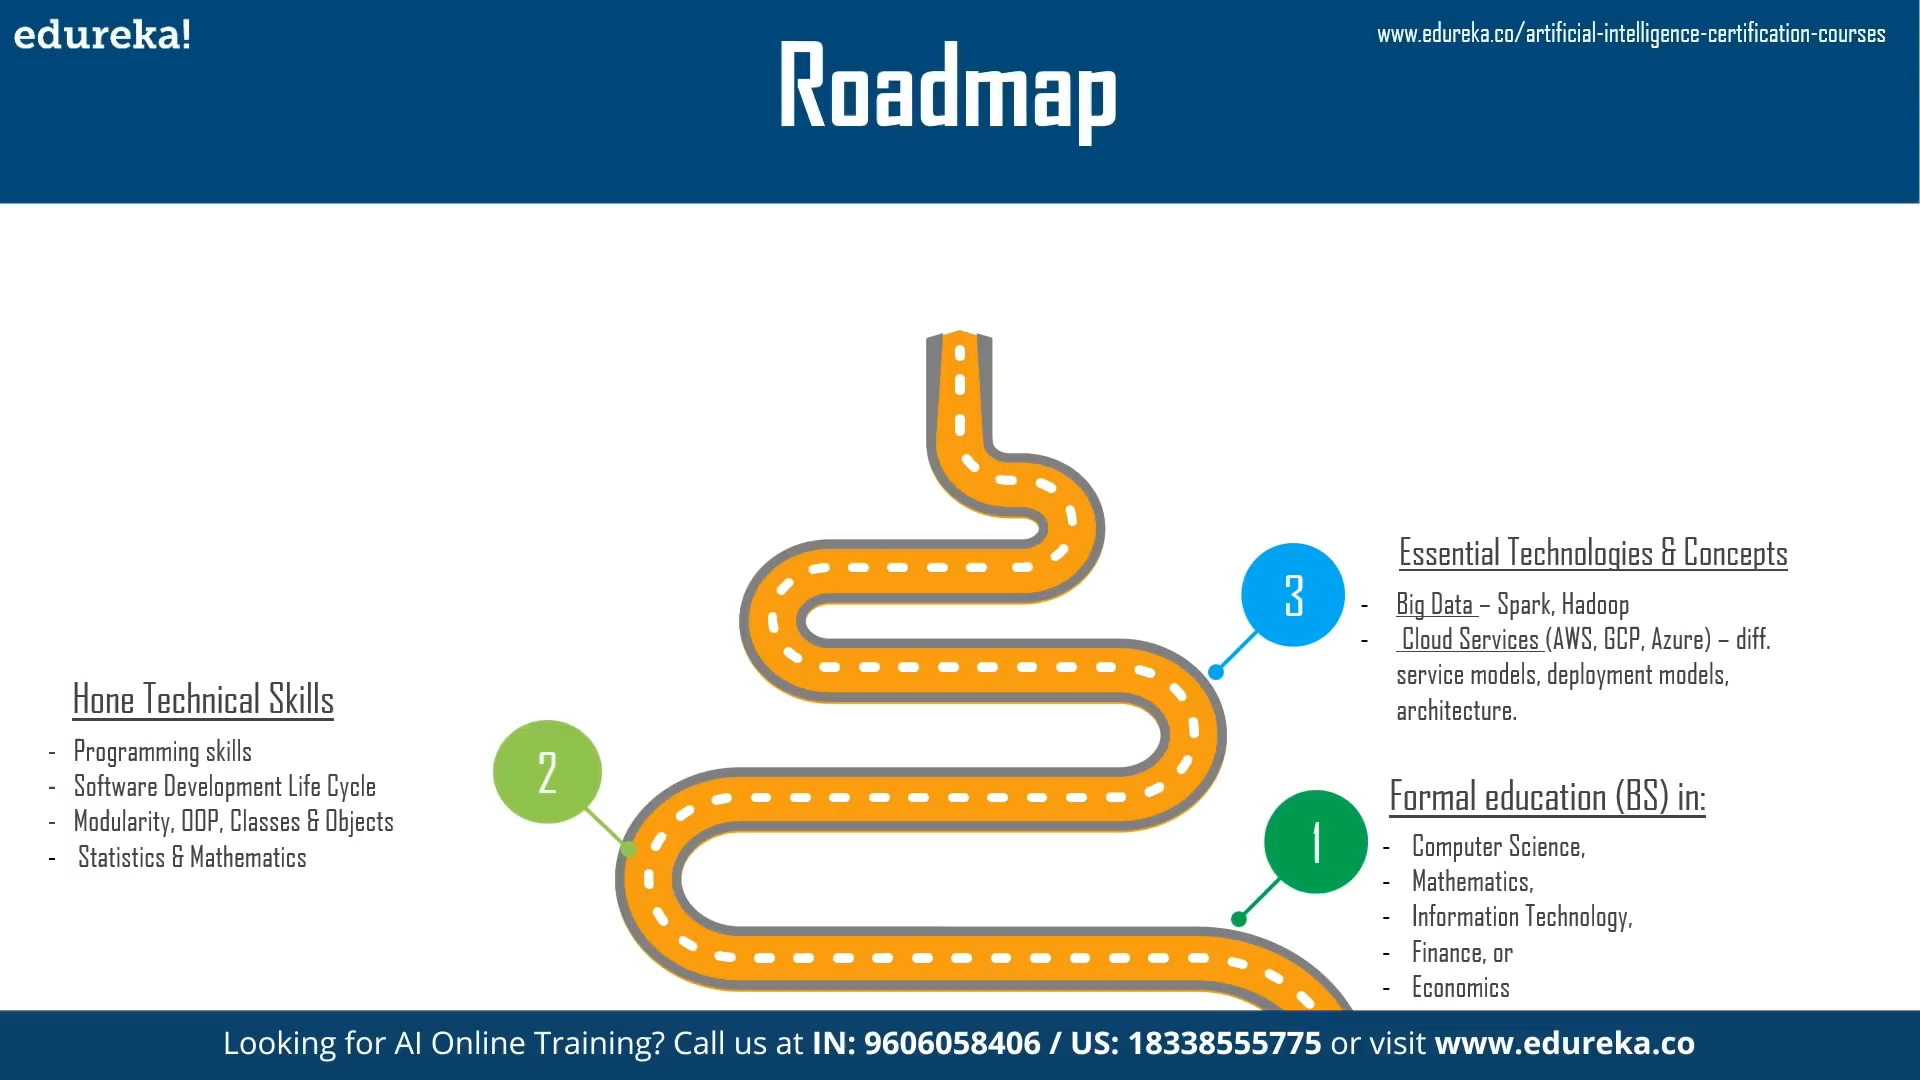 edureka!
Roadmap
www.edureka.co/artificial-intelligence-certification-courses
3
Essential Technologies & Concepts
- Big Data – Spark, Hadoop
- Cloud Services (AWS, GCP, Azure) – diff.
service models, deployment models,
architecture.
2
Hone Technical Skills
- Programming skills
- Software Development Life Cycle
- Modularity, OOP, Classes & Objects
- Statistics & Mathematics
1
Formal education (BS) in:
- Computer Science,
- Mathematics,
- Information Technology,
- Finance, or
- Economics
Looking for AI Online Training? Call us at IN: 9606058406 / US: 18338555775 or visit www.edureka.co